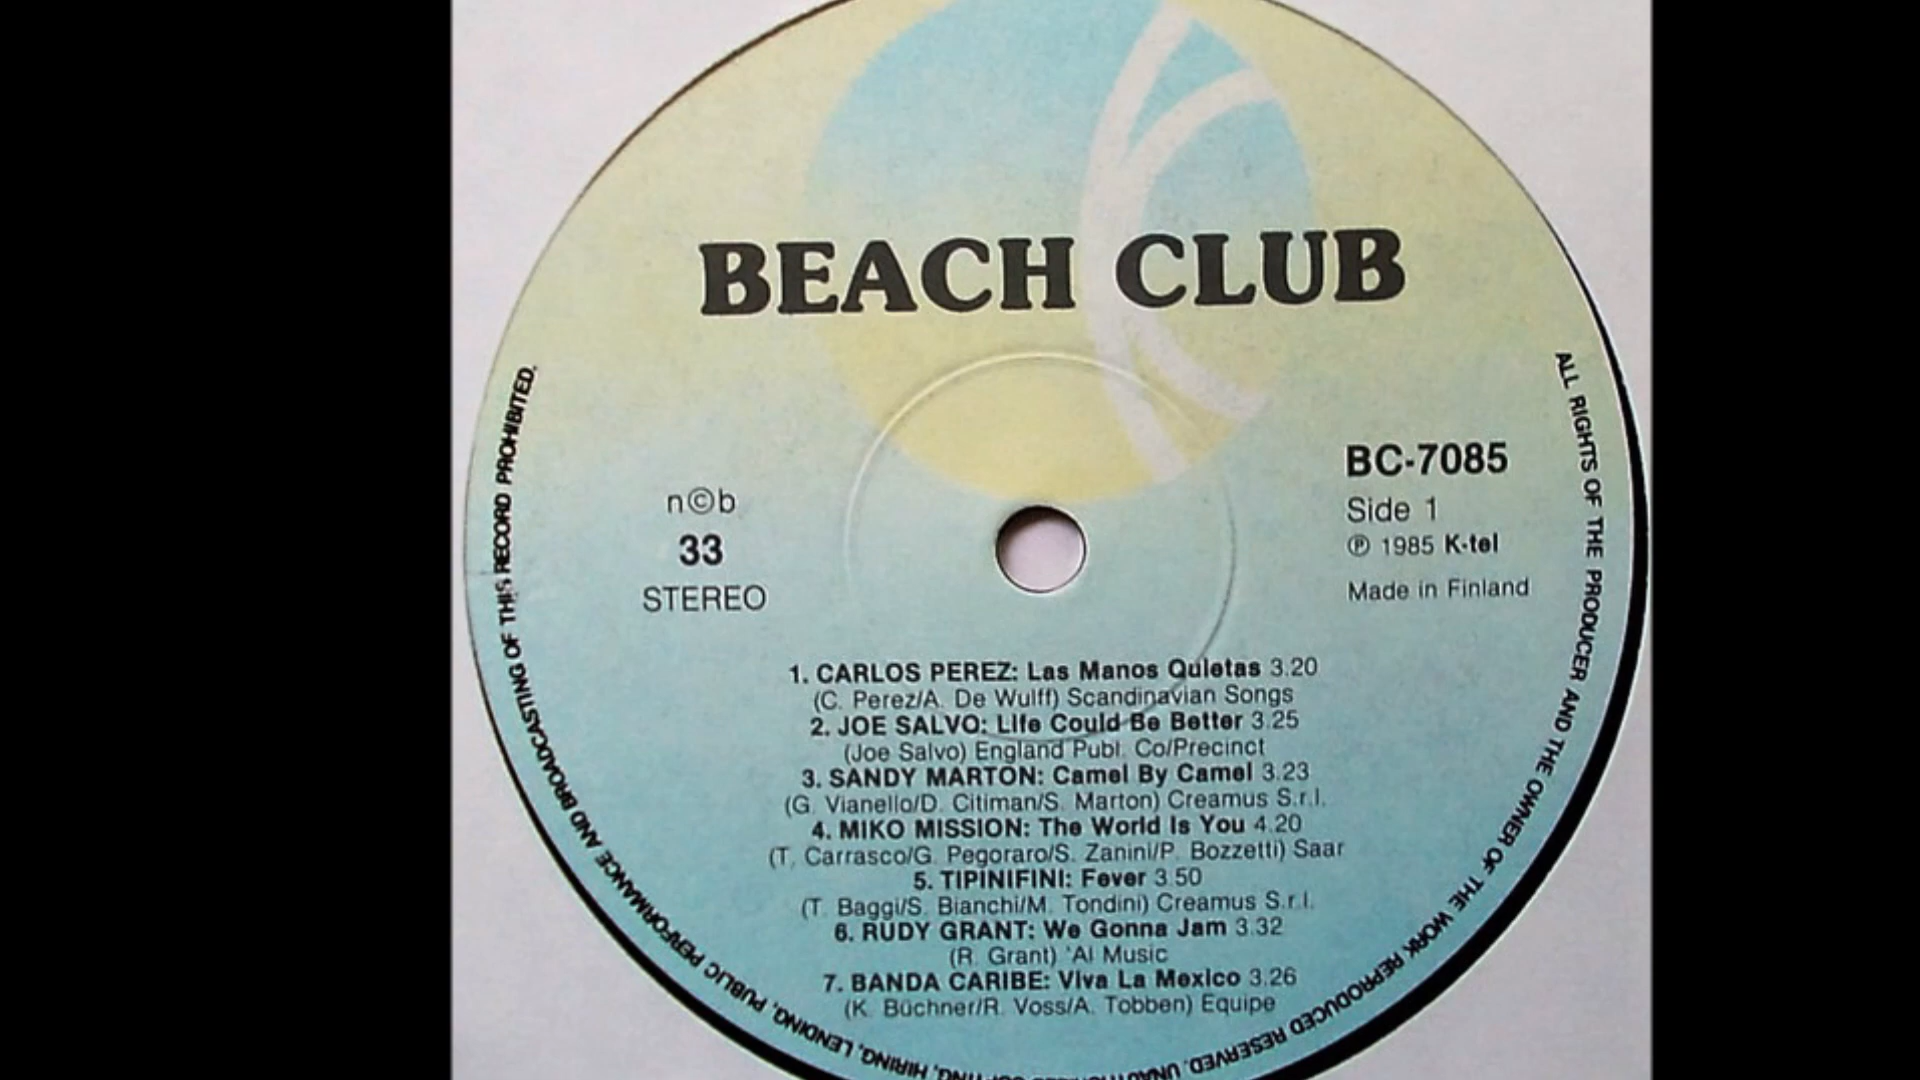 BEACH CLUB
BC-7085
Side 1
℗ 1985 K-tel
Made in Finland
n©b
33
STEREO
1. CARLOS PEREZ: Las Manos Quietas 3.20
(C. Perez/A. De Wulff) Scandinavian Songs
2. JOE SALVO: Life Could Be Better 3.25
(Joe Salvo) England Publ. Co/Precinct
3. SANDY MARTON: Camel By Camel 3.23
(G. Vianello/D. Citiman/S. Marton) Creamus S.r.l.
4. MIKO MISSION: The World Is You 4.20
(T. Carrasco/G. Pegoraro/S. Zanini/P. Bozzetti) Saar
5. TIPINIFINI: Fever 3.50
(T. Baggi/S. Bianchi/M. Tondini) Creamus S.r.l.
6. RUDY GRANT: We Gonna Jam 3.32
(R. Grant) 'Al Music
7. BANDA CARIBE: Viva La Mexico 3.26
(K. Büchner/R. Voss/A. Tobben) Equipe
ALL RIGHTS OF THE PRODUCER AND THE OWNER OF THE WORK REPRODUCED RESERVED. HIRING, LENDING, PUBLIC PERFORMANCE AND BROADCASTING OF THIS RECORD PROHIBITED.